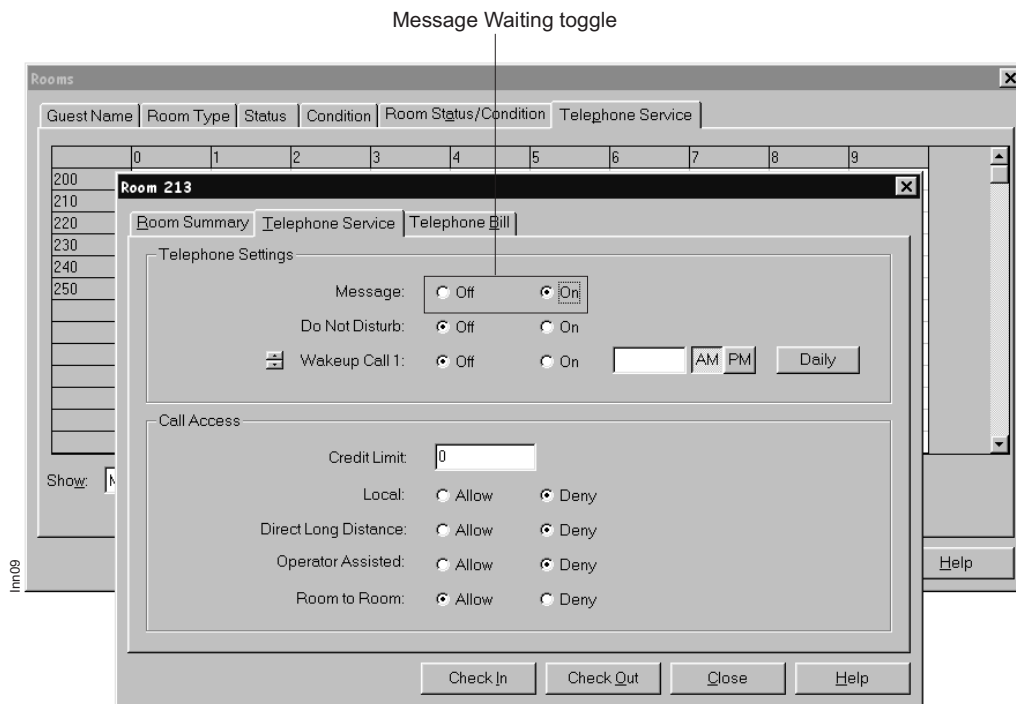 Message Waiting toggle
Rooms
Guest Name Room Type Status Condition Room Status/Condition Telephone Service
0 1 2 3 4 5 6 7 8 9
200
210
220
230
240
250
Room 213
Room Summary Telephone Service Telephone Bill
Telephone Settings
Message: Off On
Do Not Disturb: Off On
Wakeup Call 1: Off On AM PM Daily
Call Access
Credit Limit: 0
Local: Allow Deny
Direct Long Distance: Allow Deny
Operator Assisted: Allow Deny
Room to Room: Allow Deny
Check In Check Out Close Help
Show:
Help
Inn09